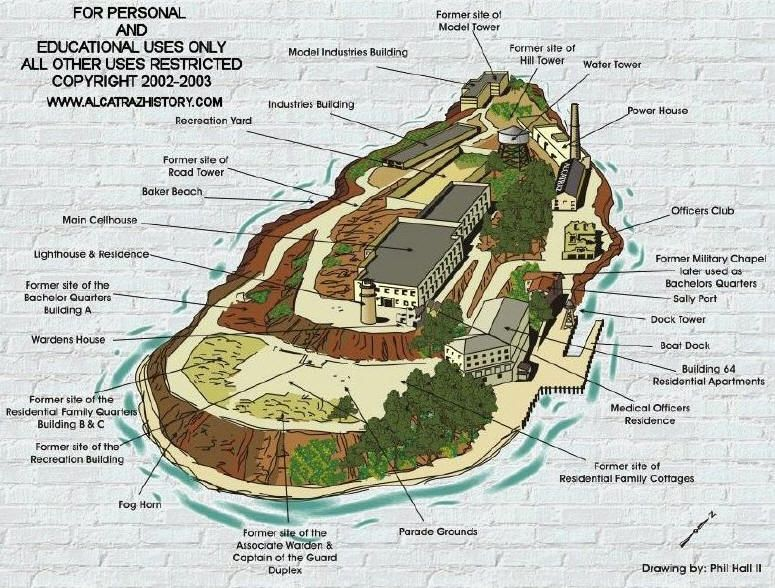 FOR PERSONAL
AND
EDUCATIONAL USES ONLY
ALL OTHER USES RESTRICTED
COPYRIGHT 2002-2003
WWW.ALCATRAZHISTORY.COM
Former site of
Model Tower
Model Industries Building
Former site of
Hill Tower
Water Tower
Industries Building
Power House
Recreation Yard
Former site of
Road Tower
Baker Beach
Officers Club
Main Cellhouse
Lighthouse & Residence
Former Military Chapel
later used as
Bachelors Quarters
Former site of the
Bachelor Quarters
Building A
Sally Port
Dock Tower
Wardens House
Boat Dock
Building 64
Residential Apartments
Former site of the
Residential Family Quarters
Building B & C
Medical Officers
Residence
Former site of the
Recreation Building
Former site of
Residential Family Cottages
Fog Horn
Parade Grounds
Former site of the
Associate Warden &
Captain of the Guard
Duplex
Z
Drawing by: Phil Hall II